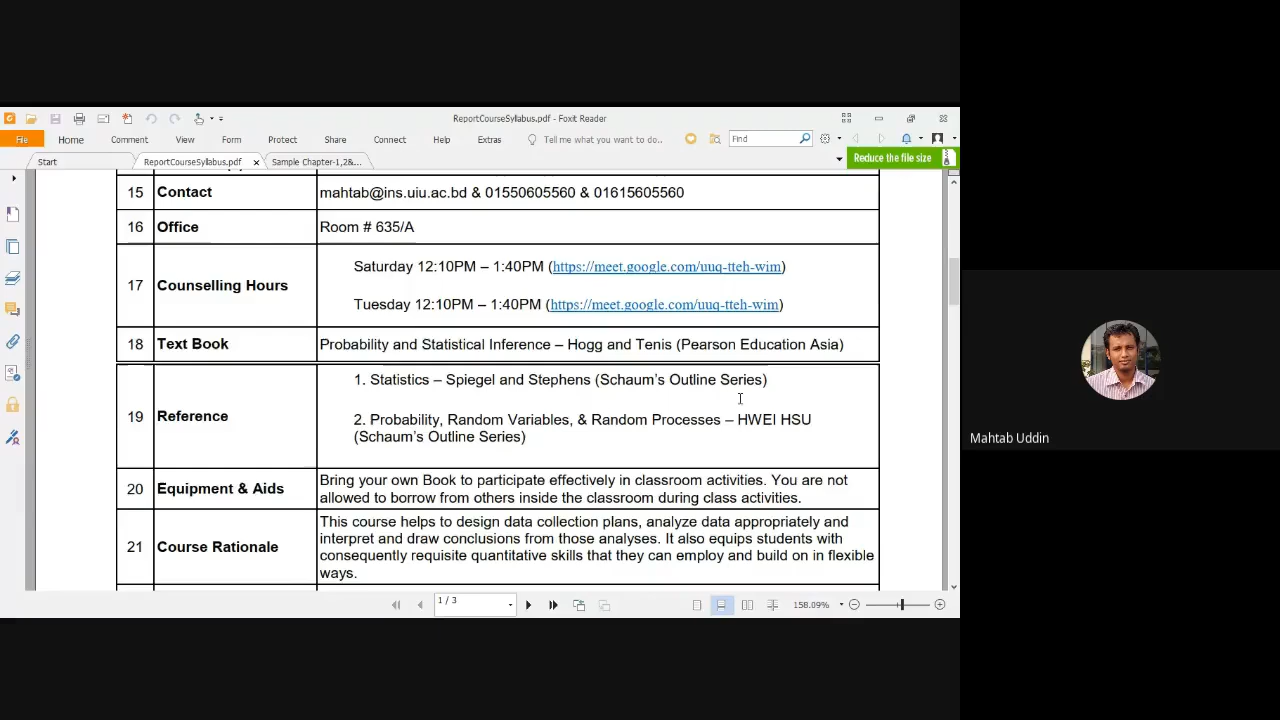 ReportCourseSyllabus.pdf - Foxit Reader
File Home Comment View Form Protect Share Connect Help Extras Tell me what you want to do.. Find
Start ReportCourseSyllabus.pdf × Sample Chapter-1,2&... Reduce the file size
15 Contact mahtab@ins.uiu.ac.bd & 01550605560 & 01615605560
16 Office Room # 635/A
17 Counselling Hours
Saturday 12:10PM – 1:40PM (https://meet.google.com/uuq-tteh-wim)
Tuesday 12:10PM – 1:40PM (https://meet.google.com/uuq-tteh-wim)
18 Text Book Probability and Statistical Inference – Hogg and Tenis (Pearson Education Asia)
19 Reference
1. Statistics – Spiegel and Stephens (Schaum's Outline Series)
2. Probability, Random Variables, & Random Processes – HWEI HSU
(Schaum's Outline Series)
20 Equipment & Aids
Bring your own Book to participate effectively in classroom activities. You are not
allowed to borrow from others inside the classroom during class activities.
21 Course Rationale
This course helps to design data collection plans, analyze data appropriately and
interpret and draw conclusions from those analyses. It also equips students with
consequently requisite quantitative skills that they can employ and build on in flexible
ways.
1 / 3 158.09%
Mahtab Uddin